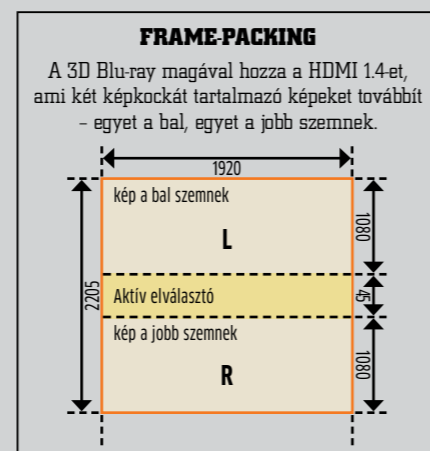 FRAME-PACKING
A 3D Blu-ray magával hozza a HDMI 1.4-et,
ami két képkockát tartalmazó képeket továbbít
– egyet a bal, egyet a jobb szemnek.
1920
kép a bal szemnek
L
1080
2205
Aktív elválasztó
45
kép a jobb szemnek
R
1080